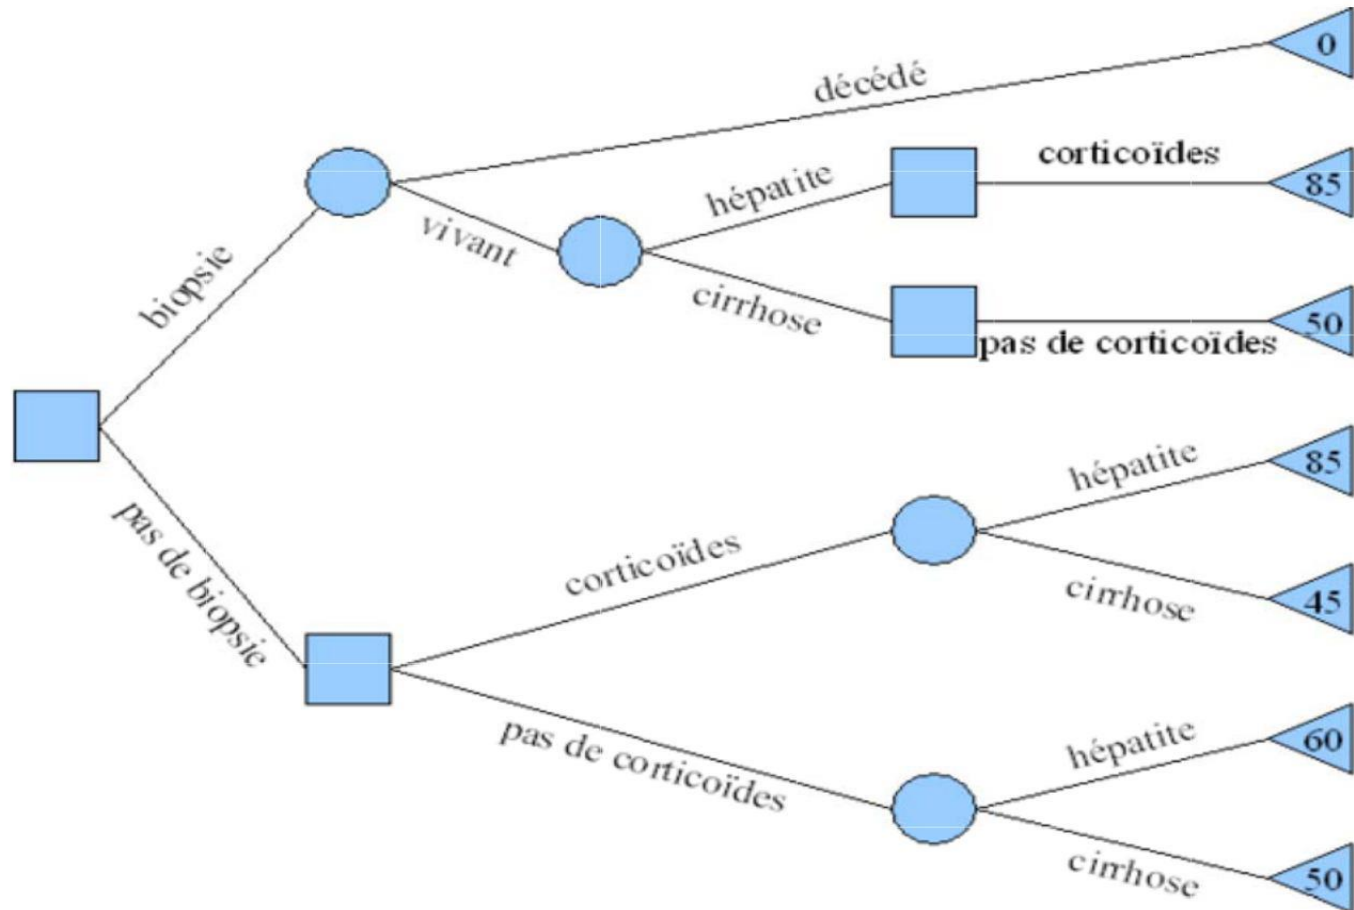 décédé
0
corticoïdes
hépatite
85
vivant
biopsie
cirrhose
50
pas de corticoïdes
hépatite
85
pas de biopsie
corticoïdes
cirrhose
45
hépatite
60
pas de corticoïdes
cirrhose
50